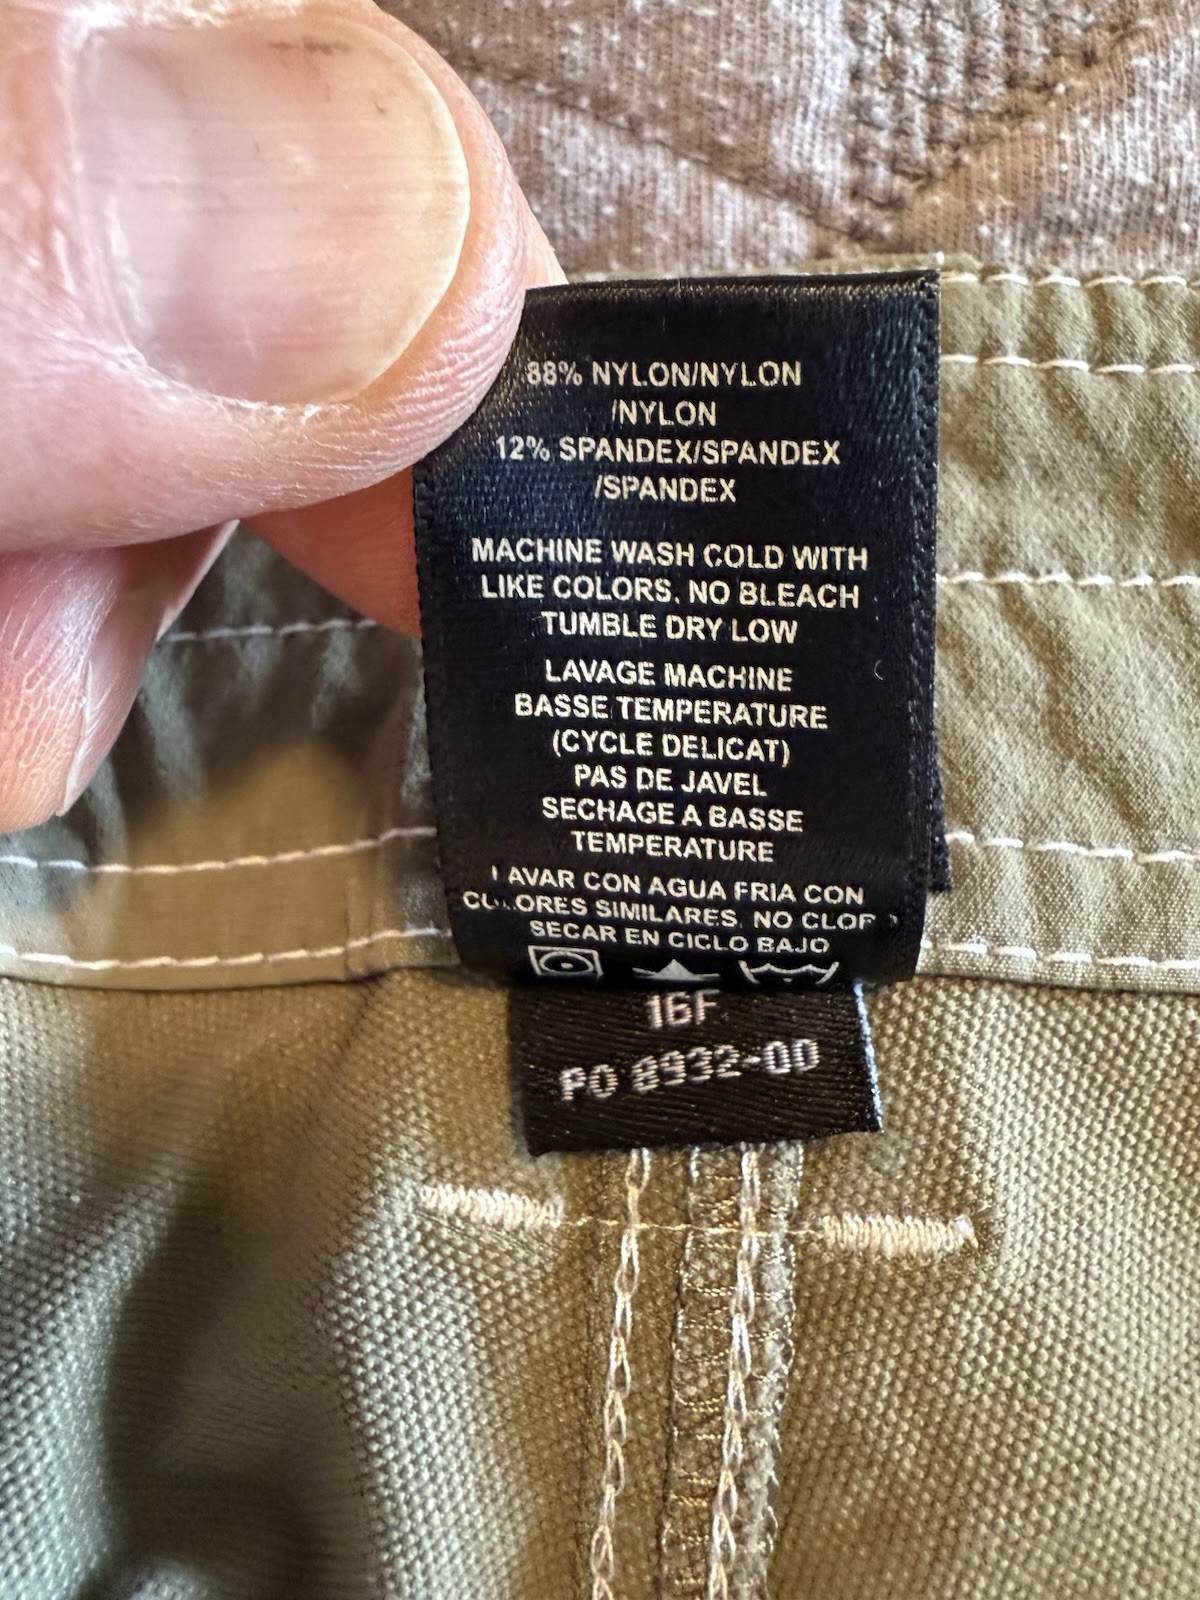 88% NYLON/NYLON
/NYLON
12% SPANDEX/SPANDEX
/SPANDEX
MACHINE WASH COLD WITH
LIKE COLORS. NO BLEACH
TUMBLE DRY LOW
LAVAGE MACHINE
BASSE TEMPERATURE
(CYCLE DELICAT)
PAS DE JAVEL
SECHAGE A BASSE
TEMPERATURE
LAVAR CON AGUA FRIA CON
COLORES SIMILARES. NO
SECAR EN CICLO BAJO
16F
PO 8932-00